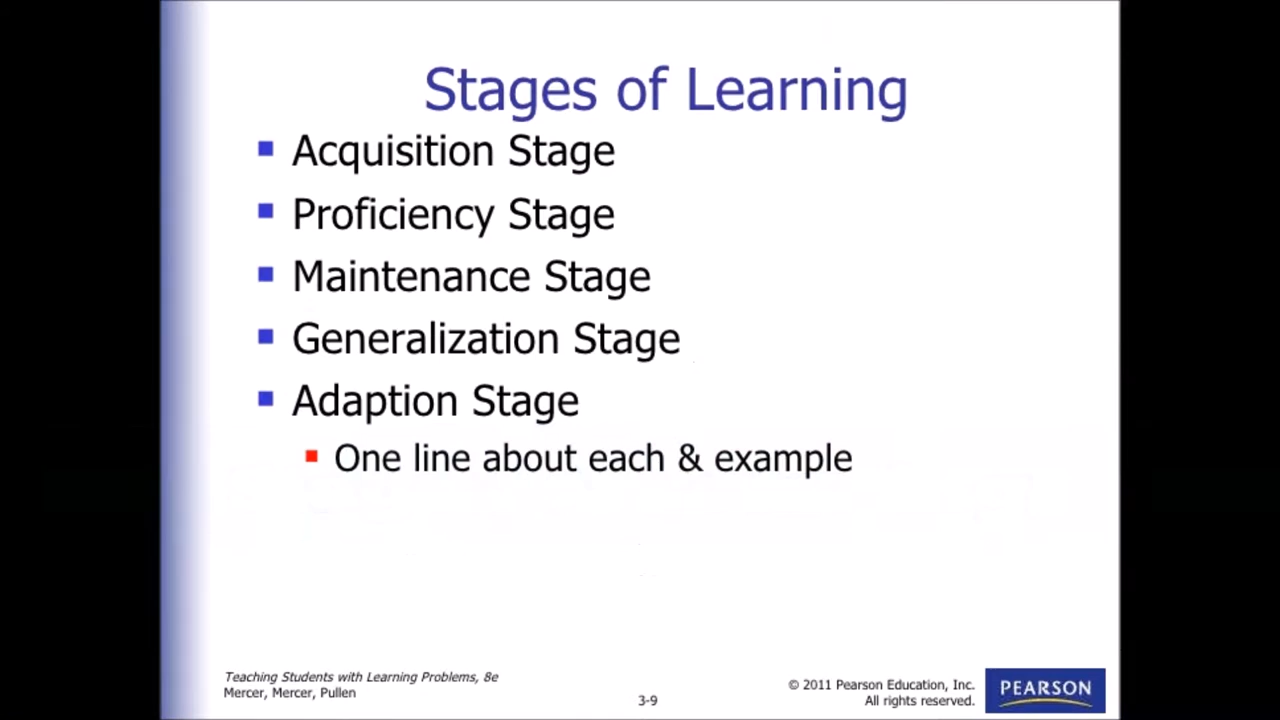 Stages of Learning
Acquisition Stage
Proficiency Stage
Maintenance Stage
Generalization Stage
Adaption Stage
One line about each & example
Teaching Students with Learning Problems, 8e
Mercer, Mercer, Pullen
3-9
© 2011 Pearson Education, Inc.
All rights reserved.
PEARSON